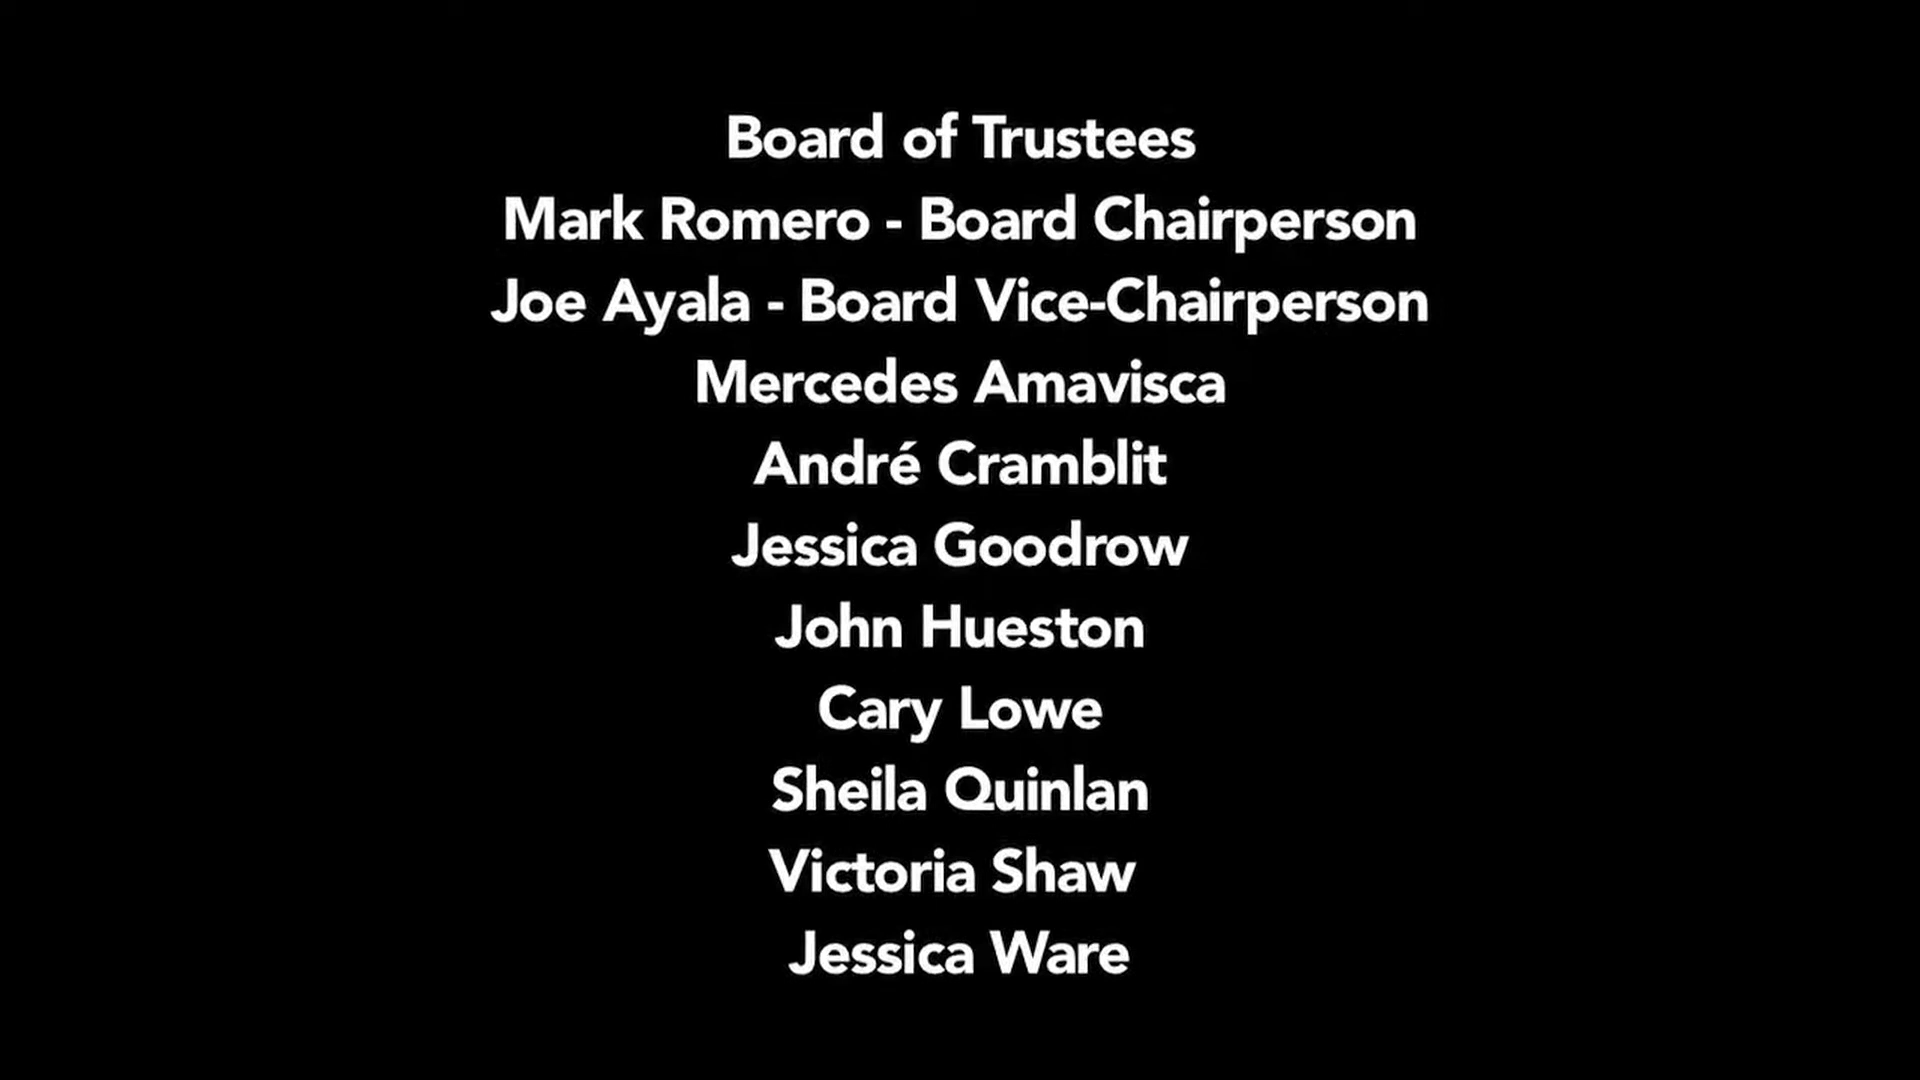 Board of Trustees
Mark Romero - Board Chairperson
Joe Ayala - Board Vice-Chairperson
Mercedes Amavisca
André Cramblit
Jessica Goodrow
John Hueston
Cary Lowe
Sheila Quinlan
Victoria Shaw
Jessica Ware